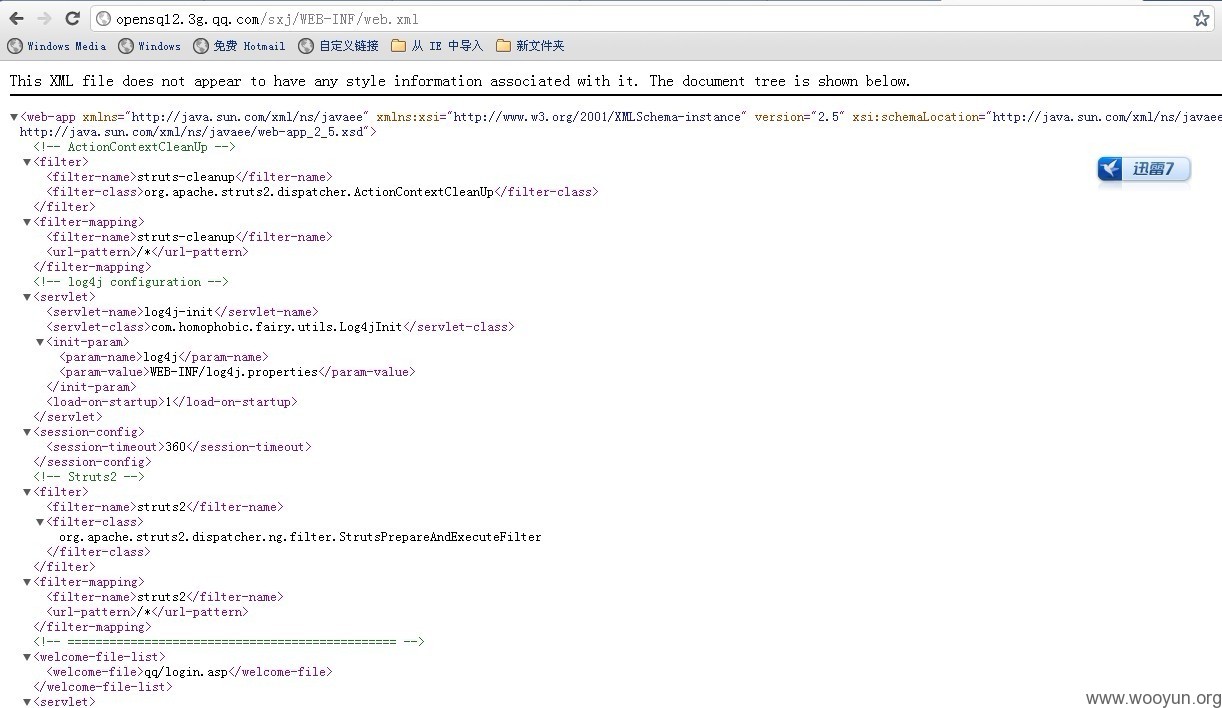 opensq12.3g.qq.com/sxj/WEB-INF/web.xml
Windows Media Windows 免费 Hotmail 自定义链接 从 IE 中导入 新文件夹
This XML file does not appear to have any style information associated with it. The document tree is shown below.
▼<web-app xmlns="http://java.sun.com/xml/ns/javaee" xmlns:xsi="http://www.w3.org/2001/XMLSchema-instance" version="2.5" xsi:schemaLocation="http://java.sun.com/xml/ns/javaee
http://java.sun.com/xml/ns/javaee/web-app_2_5.xsd">
<!-- ActionContextCleanUp -->
▼<filter>
<filter-name>struts-cleanup</filter-name>
<filter-class>org.apache.struts2.dispatcher.ActionContextCleanUp</filter-class>
</filter>
▼<filter-mapping>
<filter-name>struts-cleanup</filter-name>
<url-pattern>/*</url-pattern>
</filter-mapping>
<!-- log4j configuration -->
▼<servlet>
<servlet-name>log4j-init</servlet-name>
<servlet-class>com.homophobic.fairy.utils.Log4jInit</servlet-class>
▼<init-param>
<param-name>log4j</param-name>
<param-value>WEB-INF/log4j.properties</param-value>
</init-param>
<load-on-startup>1</load-on-startup>
</servlet>
▼<session-config>
<session-timeout>360</session-timeout>
</session-config>
<!-- Struts2 -->
▼<filter>
<filter-name>struts2</filter-name>
▼<filter-class>
org.apache.struts2.dispatcher.ng.filter.StrutsPrepareAndExecuteFilter
</filter-class>
</filter>
▼<filter-mapping>
<filter-name>struts2</filter-name>
<url-pattern>/*</url-pattern>
</filter-mapping>
<!-- =============================================== -->
▼<welcome-file-list>
<welcome-file>qq/login.asp</welcome-file>
</welcome-file-list>
▼<servlet>
迅雷7
www.wooyun.org